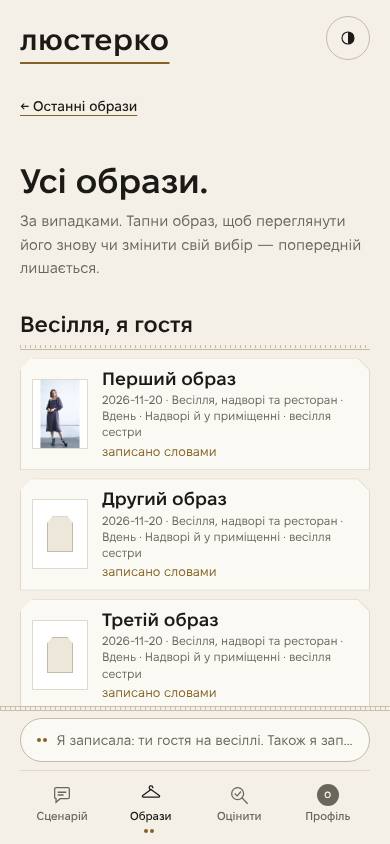 люстерко
← Останні образи
Усі образи.
За випадками. Тапни образ, щоб переглянути
його знову чи змінити свій вибір — попередній
лишається.
Весілля, я гостя
Перший образ
2026-11-20 · Весілля, надворі та ресторан ·
Вдень · Надворі й у приміщенні · весілля
сестри
записано словами
Другий образ
2026-11-20 · Весілля, надворі та ресторан ·
Вдень · Надворі й у приміщенні · весілля
сестри
записано словами
Третій образ
2026-11-20 · Весілля, надворі та ресторан ·
Вдень · Надворі й у приміщенні · весілля
сестри
записано словами
Я записала: ти гостя на весіллі. Також я зап...
Сценарій
Образи
Оцінити
О
Профіль